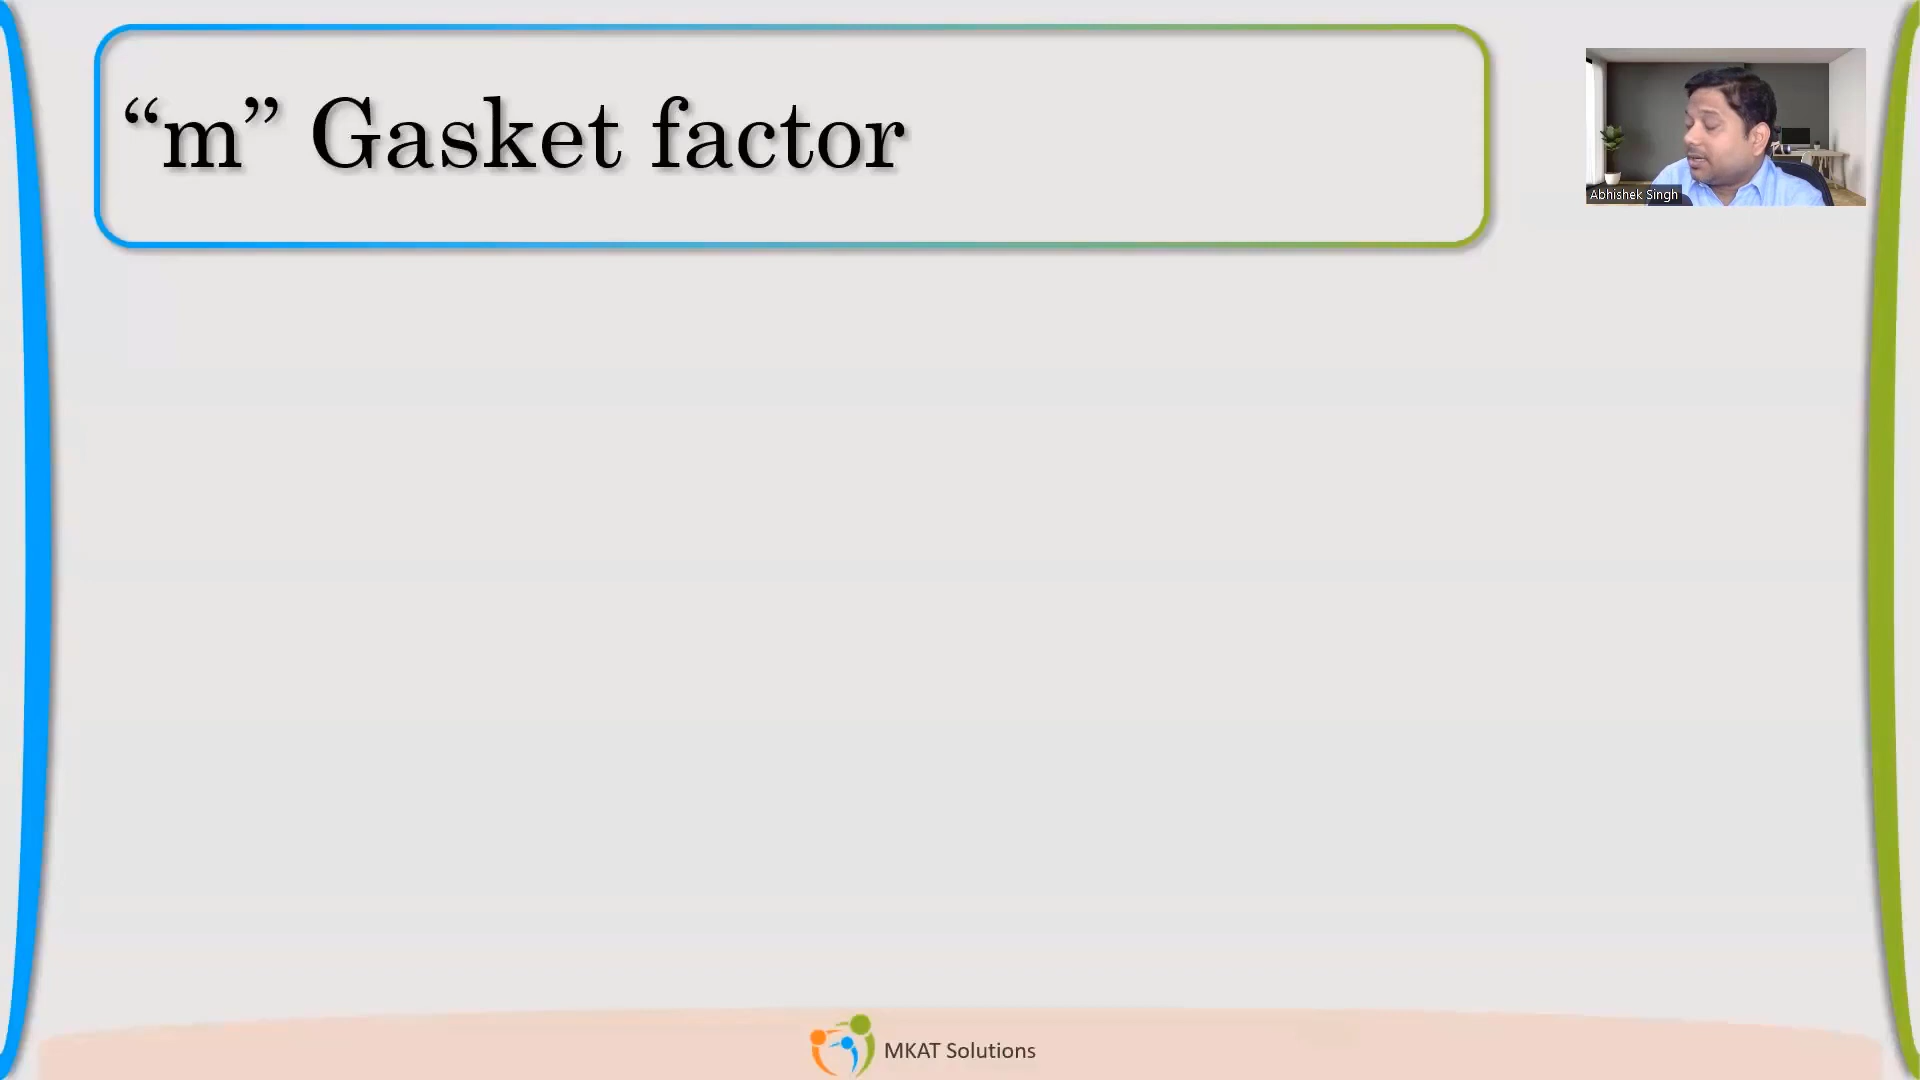 “m” Gasket factor
Abhishek Singh
MKAT Solutions